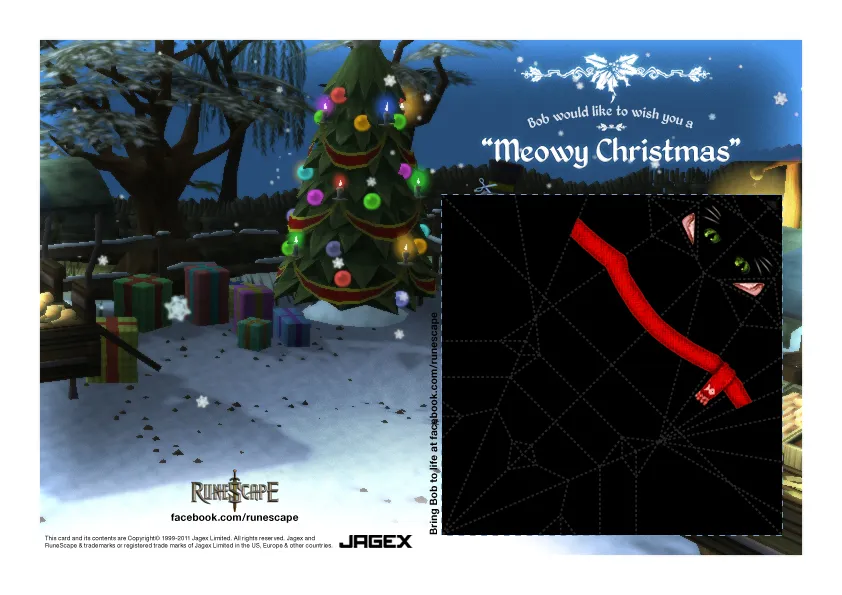 Bob would like to wish you a
“Meowy Christmas”
Bring Bob to life at facebook.com/runescape
RUNESCAPE
facebook.com/runescape
This card and its contents are Copyright© 1999-2011 Jagex Limited. All rights reserved. Jagex and
RuneScape & trademarks or registered trade marks of Jagex Limited in the US, Europe & other countries.
JAGEX